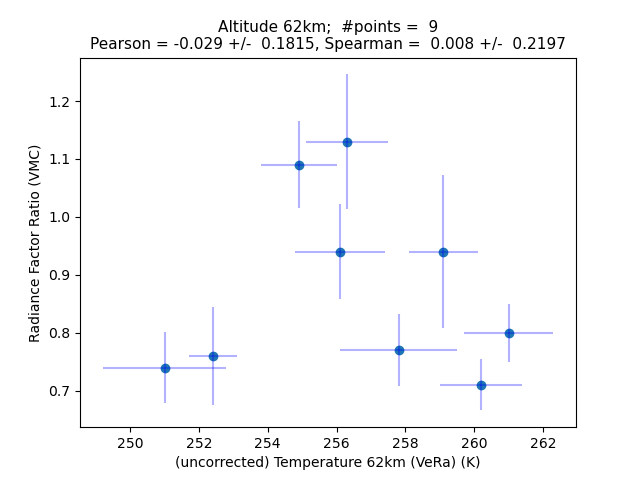 Altitude 62km;  #points =  9
Pearson = -0.029 +/-  0.1815, Spearman =  0.008 +/-  0.2197
1.2
1.1
1.0
0.9
0.8
0.7
Radiance Factor Ratio (VMC)
250 252 254 256 258 260 262
(uncorrected) Temperature 62km (VeRa) (K)